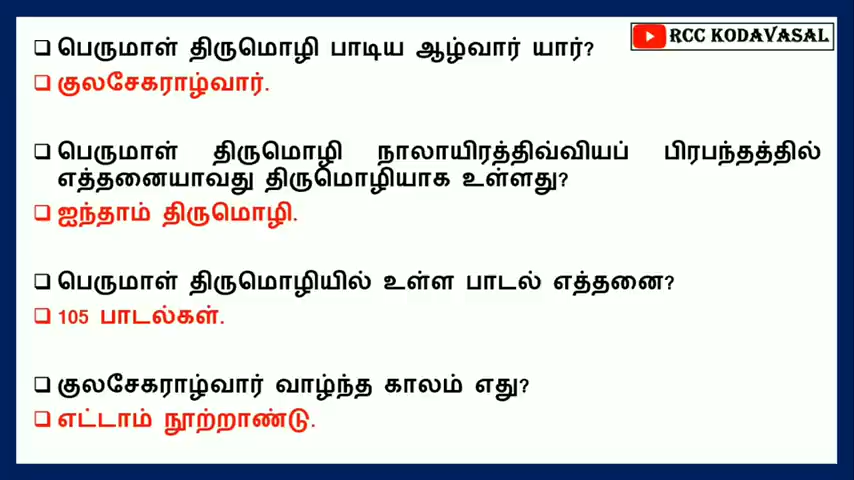 RCC KODAVASAL
பெருமாள் திருமொழி பாடிய ஆழ்வார் யார்?
குலசேகராழ்வார்.
பெருமாள் திருமொழி நாலாயிரத்திவ்வியப் பிரபந்தத்தில்
எத்தனையாவது திருமொழியாக உள்ளது?
ஐந்தாம் திருமொழி.
பெருமாள் திருமொழியில் உள்ள பாடல் எத்தனை?
105 பாடல்கள்.
குலசேகராழ்வார் வாழ்ந்த காலம் எது?
எட்டாம் நூற்றாண்டு.